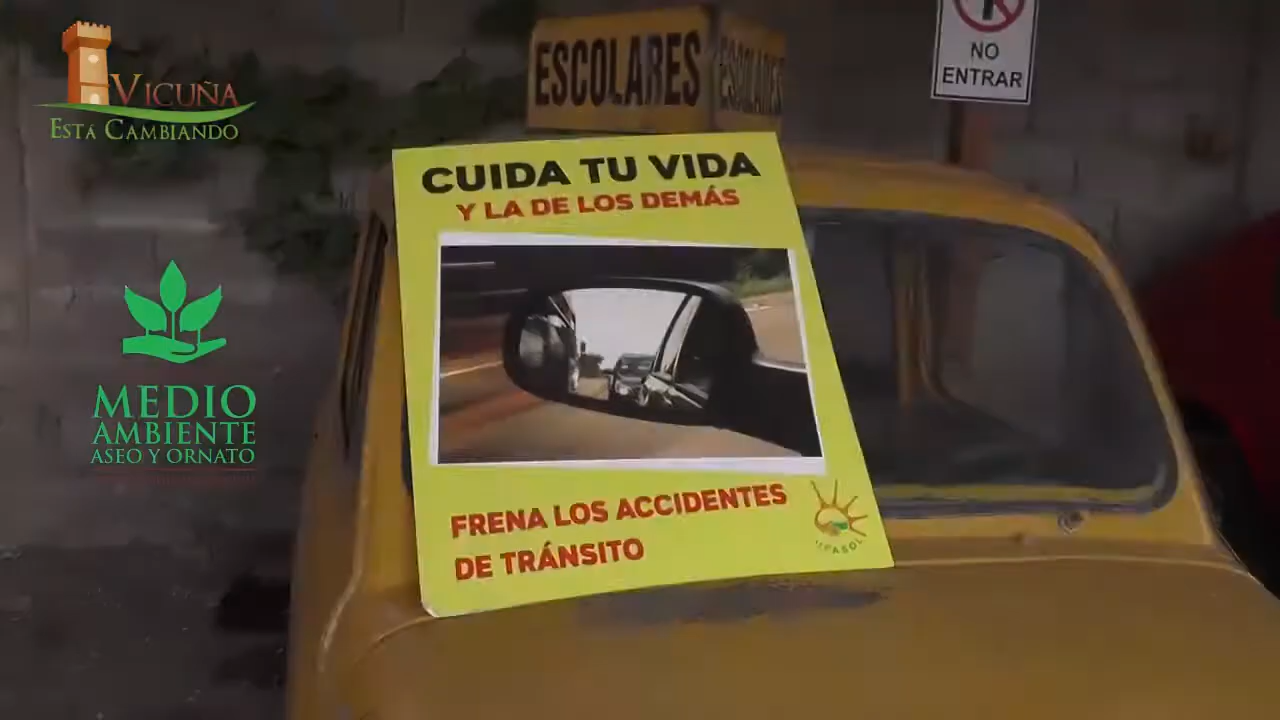 VICUÑA
ESTÁ CAMBIANDO
ESCOLARES
ESCOLARES
NO
ENTRAR
CUIDA TU VIDA
Y LA DE LOS DEMÁS
MEDIO
AMBIENTE
ASEO Y ORNATO
FRENA LOS ACCIDENTES
DE TRÁNSITO